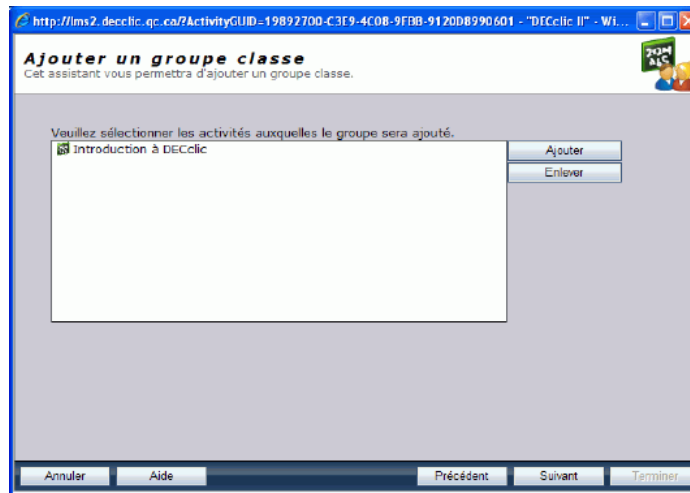 http://lms2.decclic.qc.ca/?ActivityGUID=19892700-C3E9-4C08-9FBB-9120D8990601 - "DECclic II" - Wi...
Ajouter un groupe classe
Cet assistant vous permettra d'ajouter un groupe classe.
Veuillez sélectionner les activités auxquelles le groupe sera ajouté.
Introduction à DECclic
Ajouter
Enlever
Annuler Aide Précédent Suivant Terminer